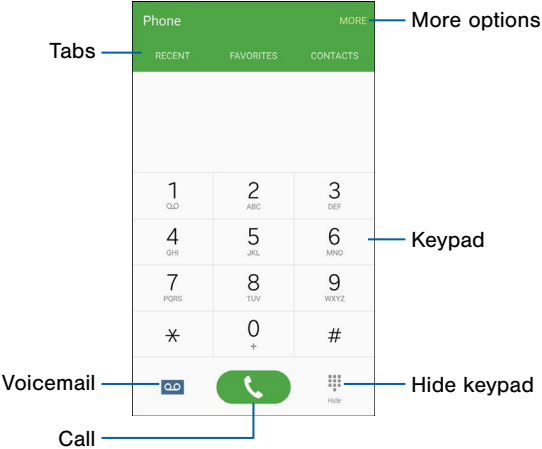 Phone
MORE
More options
Tabs
RECENT
FAVORITES
CONTACTS
1
2
ABC
3
DEF
4
GHI
5
JKL
6
MNO
Keypad
7
PQRS
8
TUV
9
WXYZ
*
0
+
#
Voicemail
Hide
Hide keypad
Call